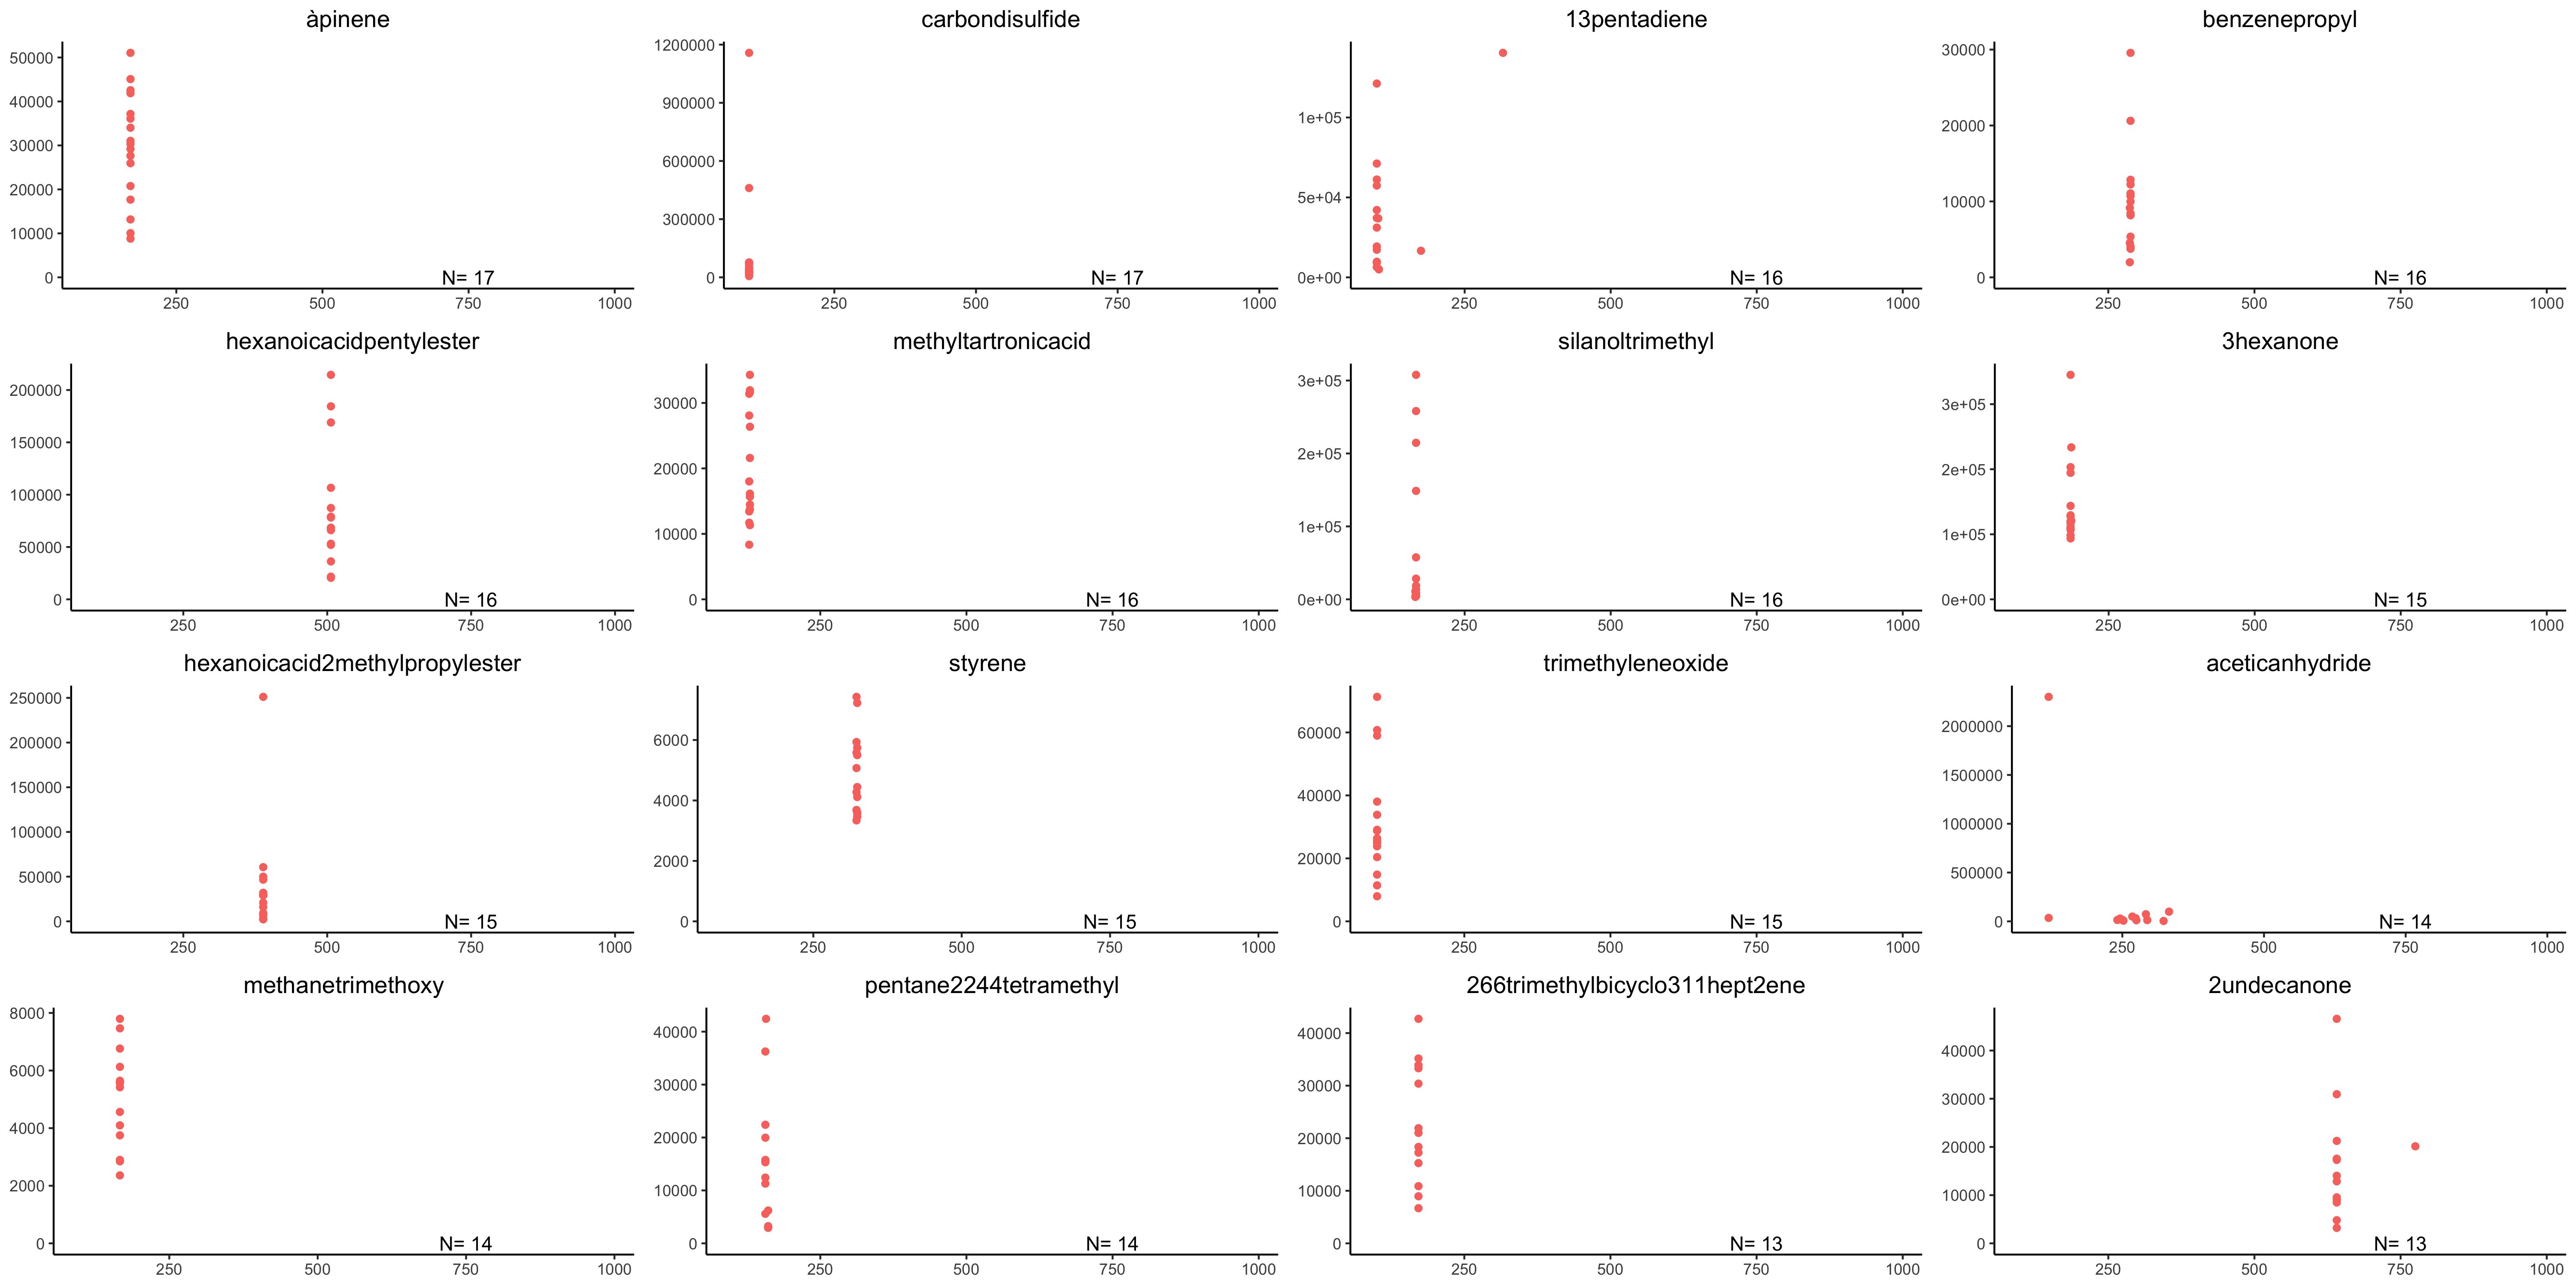 àpinene
50000
40000
30000
20000
10000
0
N= 17
250 500 750 1000
carbondisulfide
1200000
900000
600000
300000
0
N= 17
250 500 750 1000
13pentadiene
1e+05
5e+04
0e+00
N= 16
250 500 750 1000
benzenepropyl
30000
20000
10000
0
N= 16
250 500 750 1000
hexanoicacidpentylester
200000
150000
100000
50000
0
N= 16
250 500 750 1000
methyltartronicacid
30000
20000
10000
0
N= 16
250 500 750 1000
silanoltrimethyl
3e+05
2e+05
1e+05
0e+00
N= 16
250 500 750 1000
3hexanone
3e+05
2e+05
1e+05
0e+00
N= 15
250 500 750 1000
hexanoicacid2methylpropylester
250000
200000
150000
100000
50000
0
N= 15
250 500 750 1000
styrene
6000
4000
2000
0
N= 15
250 500 750 1000
trimethyleneoxide
60000
40000
20000
0
N= 15
250 500 750 1000
aceticanhydride
2000000
1500000
1000000
500000
0
N= 14
250 500 750 1000
methanetrimethoxy
8000
6000
4000
2000
0
N= 14
250 500 750 1000
pentane2244tetramethyl
40000
30000
20000
10000
0
N= 14
250 500 750 1000
266trimethylbicyclo311hept2ene
40000
30000
20000
10000
0
N= 13
250 500 750 1000
2undecanone
40000
30000
20000
10000
0
N= 13
250 500 750 1000